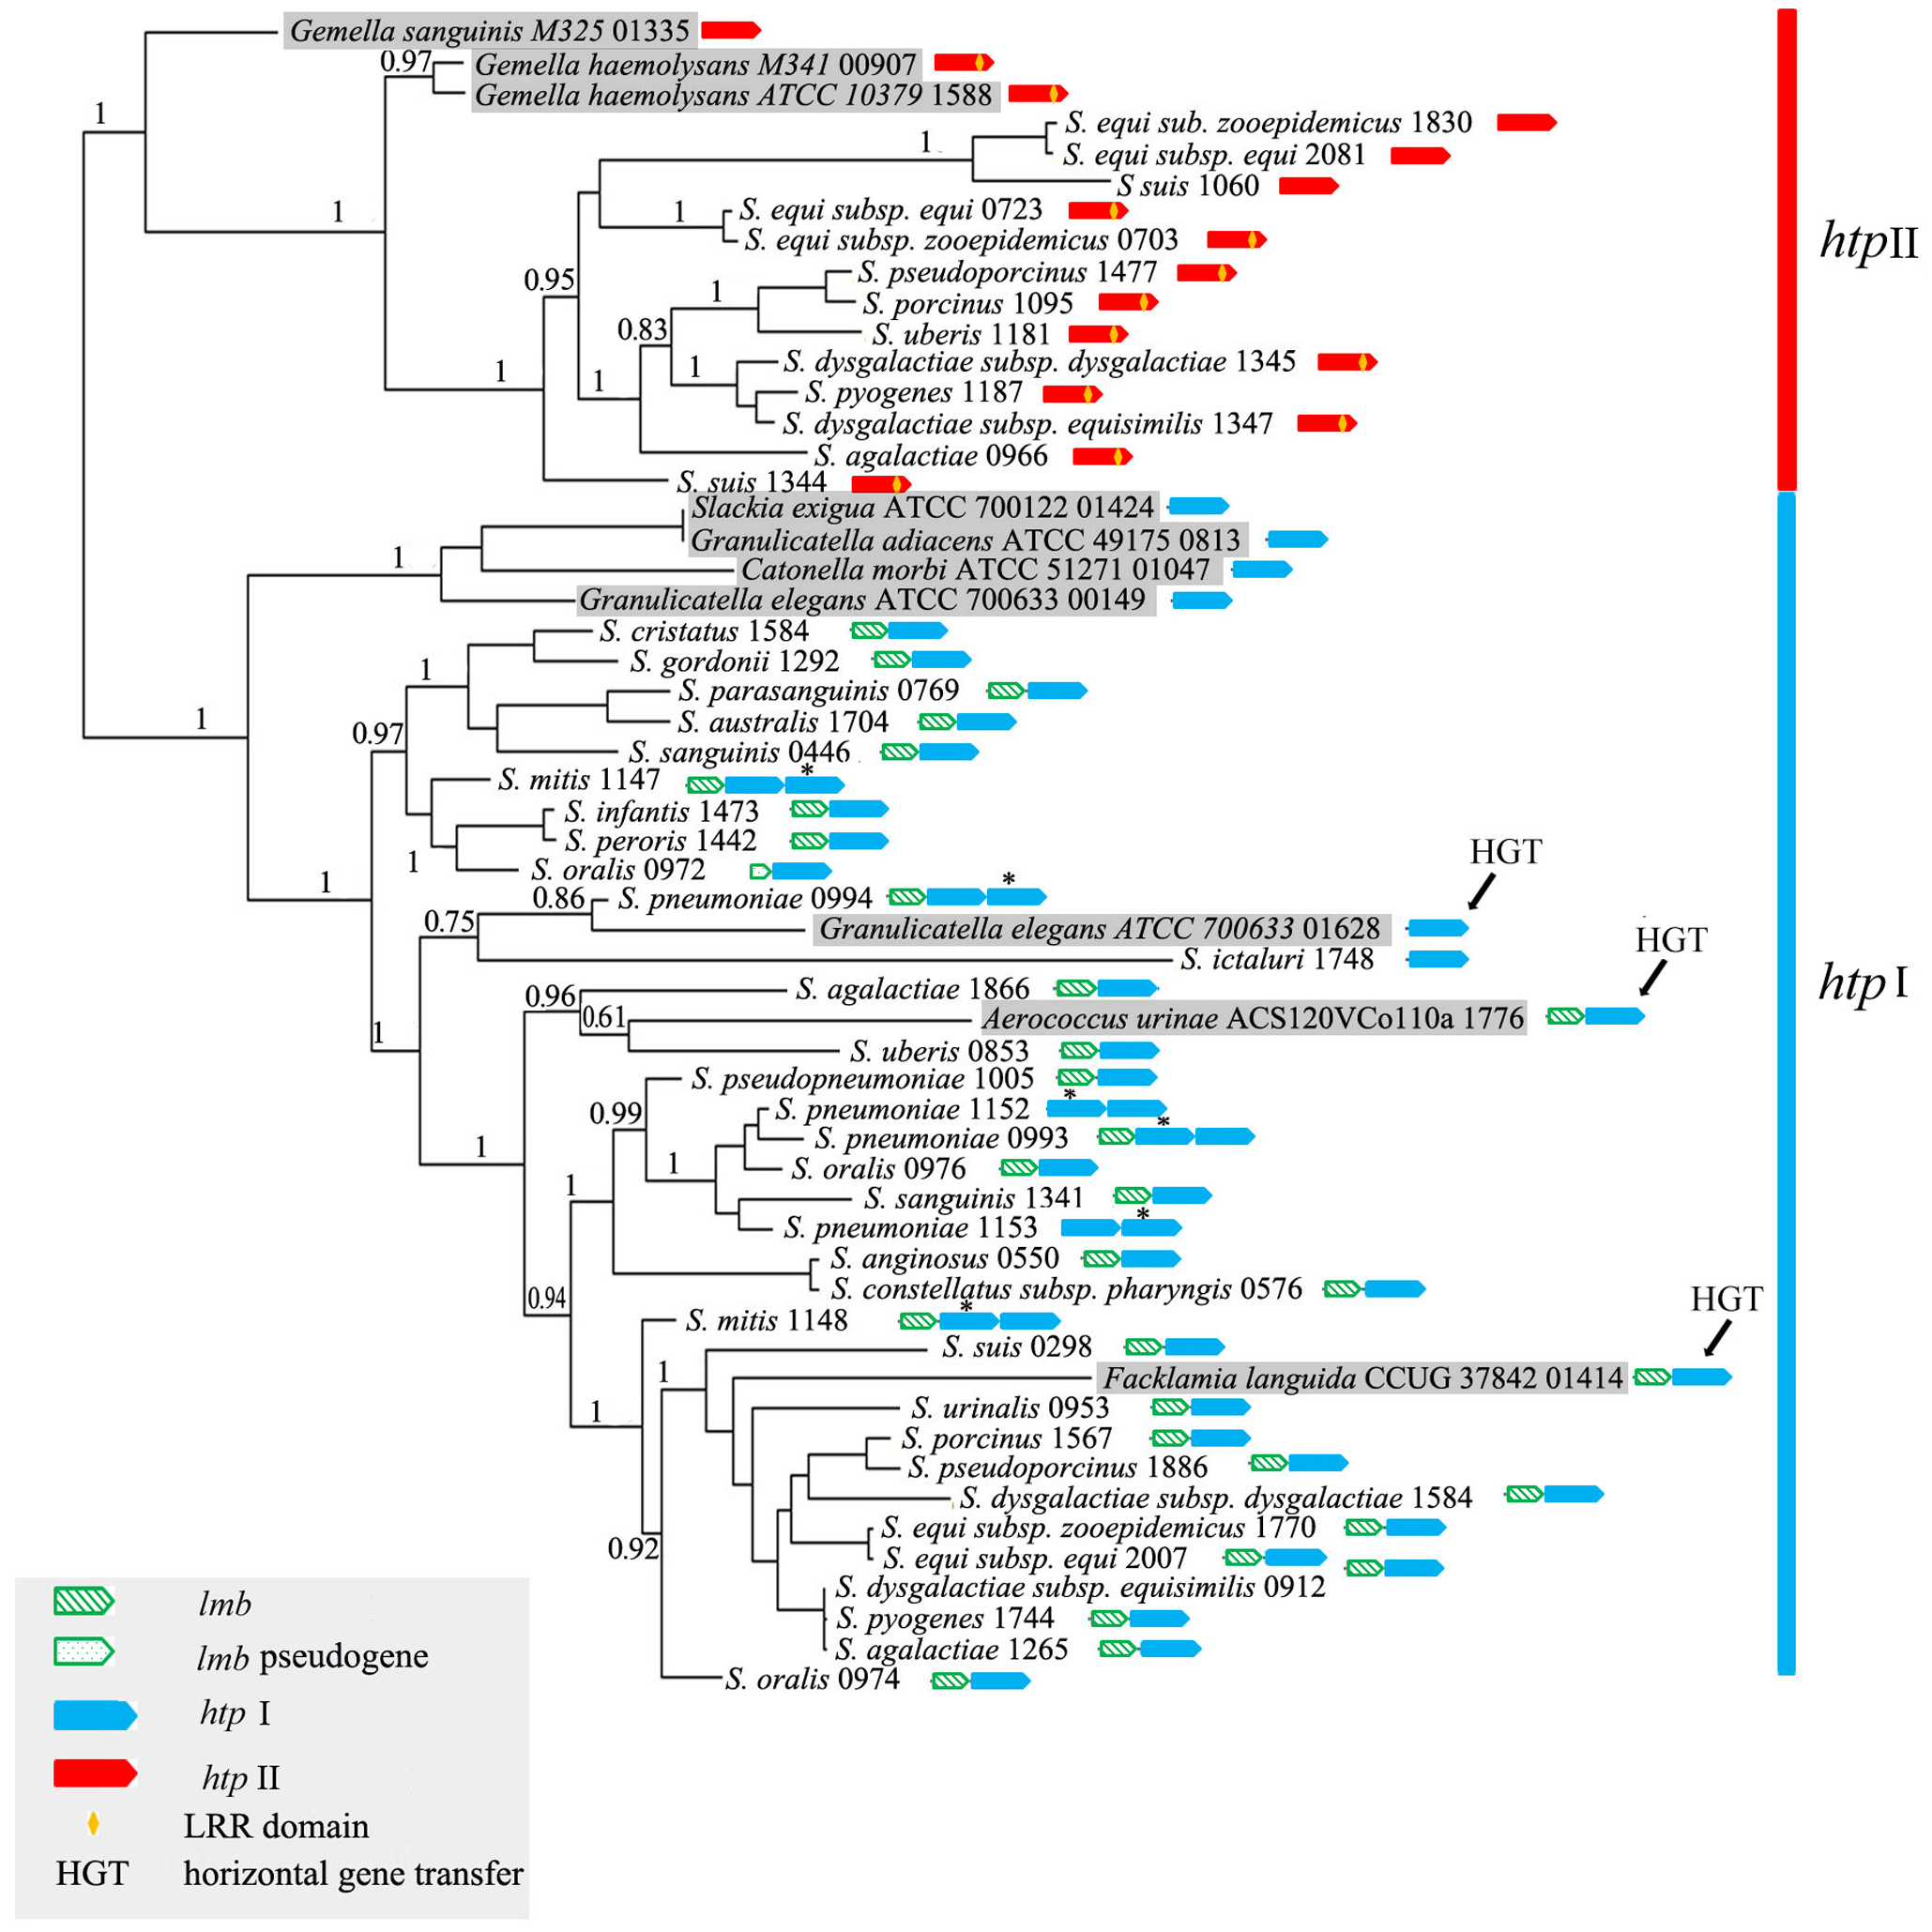 Gemella sanguinis M325 01335
0.97
Gemella haemolysans M341 00907
Gemella haemolysans ATCC 10379 1588
1
S. equi sub. zooepidemicus 1830
1
S. equi subsp. equi 2081
S suis 1060
1
1
S. equi subsp. equi 0723
S. equi subsp. zooepidemicus 0703
htpII
0.95
S. pseudoporcinus 1477
1
S. porcinus 1095
0.83
S. uberis 1181
S. dysgalactiae subsp. dysgalactiae 1345
1
1
1
S. pyogenes 1187
S. dysgalactiae subsp. equisimilis 1347
S. agalactiae 0966
S. suis 1344
Slackia exigua ATCC 700122 01424
Granulicatella adiacens ATCC 49175 0813
1
Catonella morbi ATCC 51271 01047
Granulicatella elegans ATCC 700633 00149
S. cristatus 1584
S. gordonii 1292
1
S. parasanguinis 0769
1
S. australis 1704
0.97
S. sanguinis 0446
*
S. mitis 1147
S. infantis 1473
S. peroris 1442
HGT
1
S. oralis 0972
1
*
0.86
S. pneumoniae 0994
0.75
Granulicatella elegans ATCC 700633 01628
HGT
S. ictaluri 1748
htp I
0.96
S. agalactiae 1866
0.61
Aerococcus urinae ACS120VCo110a 1776
1
S. uberis 0853
S. pseudopneumoniae 1005
*
0.99
S. pneumoniae 1152
*
S. pneumoniae 0993
1
1
S. oralis 0976
1
S. sanguinis 1341
*
S. pneumoniae 1153
S. anginosus 0550
S. constellatus subsp. pharyngis 0576
0.94
HGT
*
S. mitis 1148
S. suis 0298
1
Facklamia languida CCUG 37842 01414
1
S. urinalis 0953
S. porcinus 1567
S. pseudoporcinus 1886
S. dysgalactiae subsp. dysgalactiae 1584
S. equi subsp. zooepidemicus 1770
0.92
S. equi subsp. equi 2007
S. dysgalactiae subsp. equisimilis 0912
S. pyogenes 1744
S. agalactiae 1265
S. oralis 0974
lmb
lmb pseudogene
htp I
htp II
LRR domain
HGT horizontal gene transfer